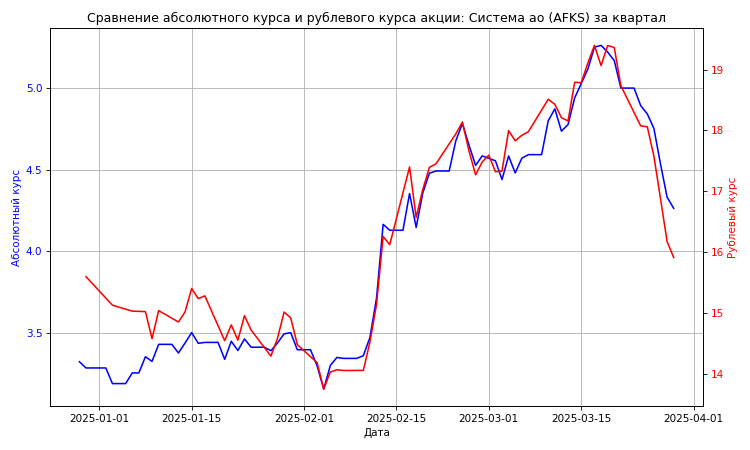 Сравнение абсолютного курса и рублевого курса акции: Система ао (AFKS) за квартал
Абсолютный курс
5.0
4.5
4.0
3.5
19
18
17
16
15
14
Рублевый курс
2025-01-01 2025-01-15 2025-02-01 2025-02-15 2025-03-01 2025-03-15 2025-04-01
Дата